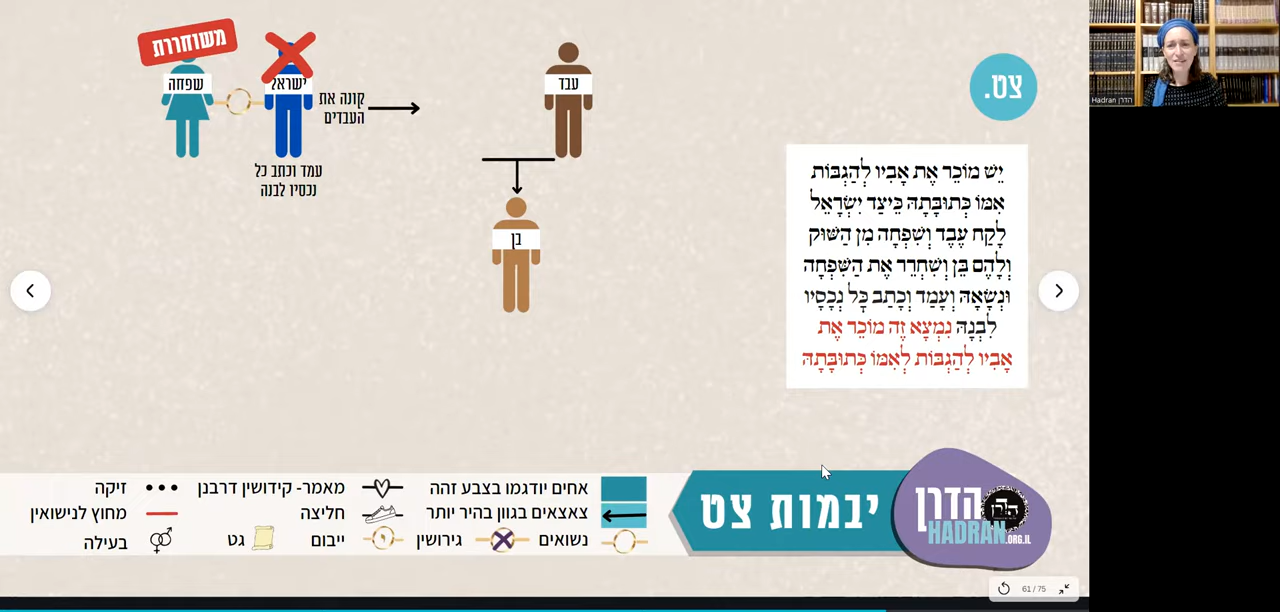 משוחררת
שפחה
ישראל
קונה את
העבדים
עמד וכתב כל
נכסיו לבנה
עבד
בן
צט.
יֵשׁ מוֹכֵר אֶת אָבִיו לְהַגְבּוֹת
אִמּוֹ כְּתוּבָּתָהּ כֵּיצַד יִשְׂרָאֵל
לָקַח עֶבֶד וְשִׁפְחָה מִן הַשּׁוּק
וְלָהֶם בֵּן וְשִׁחְרֵר אֶת הַשִּׁפְחָה
וּנְשָׂאָהּ וְעָמַד וְכָתַב כׇּל נְכָסָיו
לִבְנָהּ נִמְצָא זֶה מוֹכֵר אֶת
אָבִיו לְהַגְבּוֹת לְאִמּוֹ כְּתוּבָּתָהּ
Hadran הדרן
אחים יודגמו בצבע זהה
צאצאים בגוון בהיר יותר
נשואים
גירושין
מאמר- קידושין דרבנן
חליצה
ייבום
גט
זיקה
מחוץ לנישואין
בעילה
יבמות צט
הדרן
HADRAN.ORG.IL
61 / 75